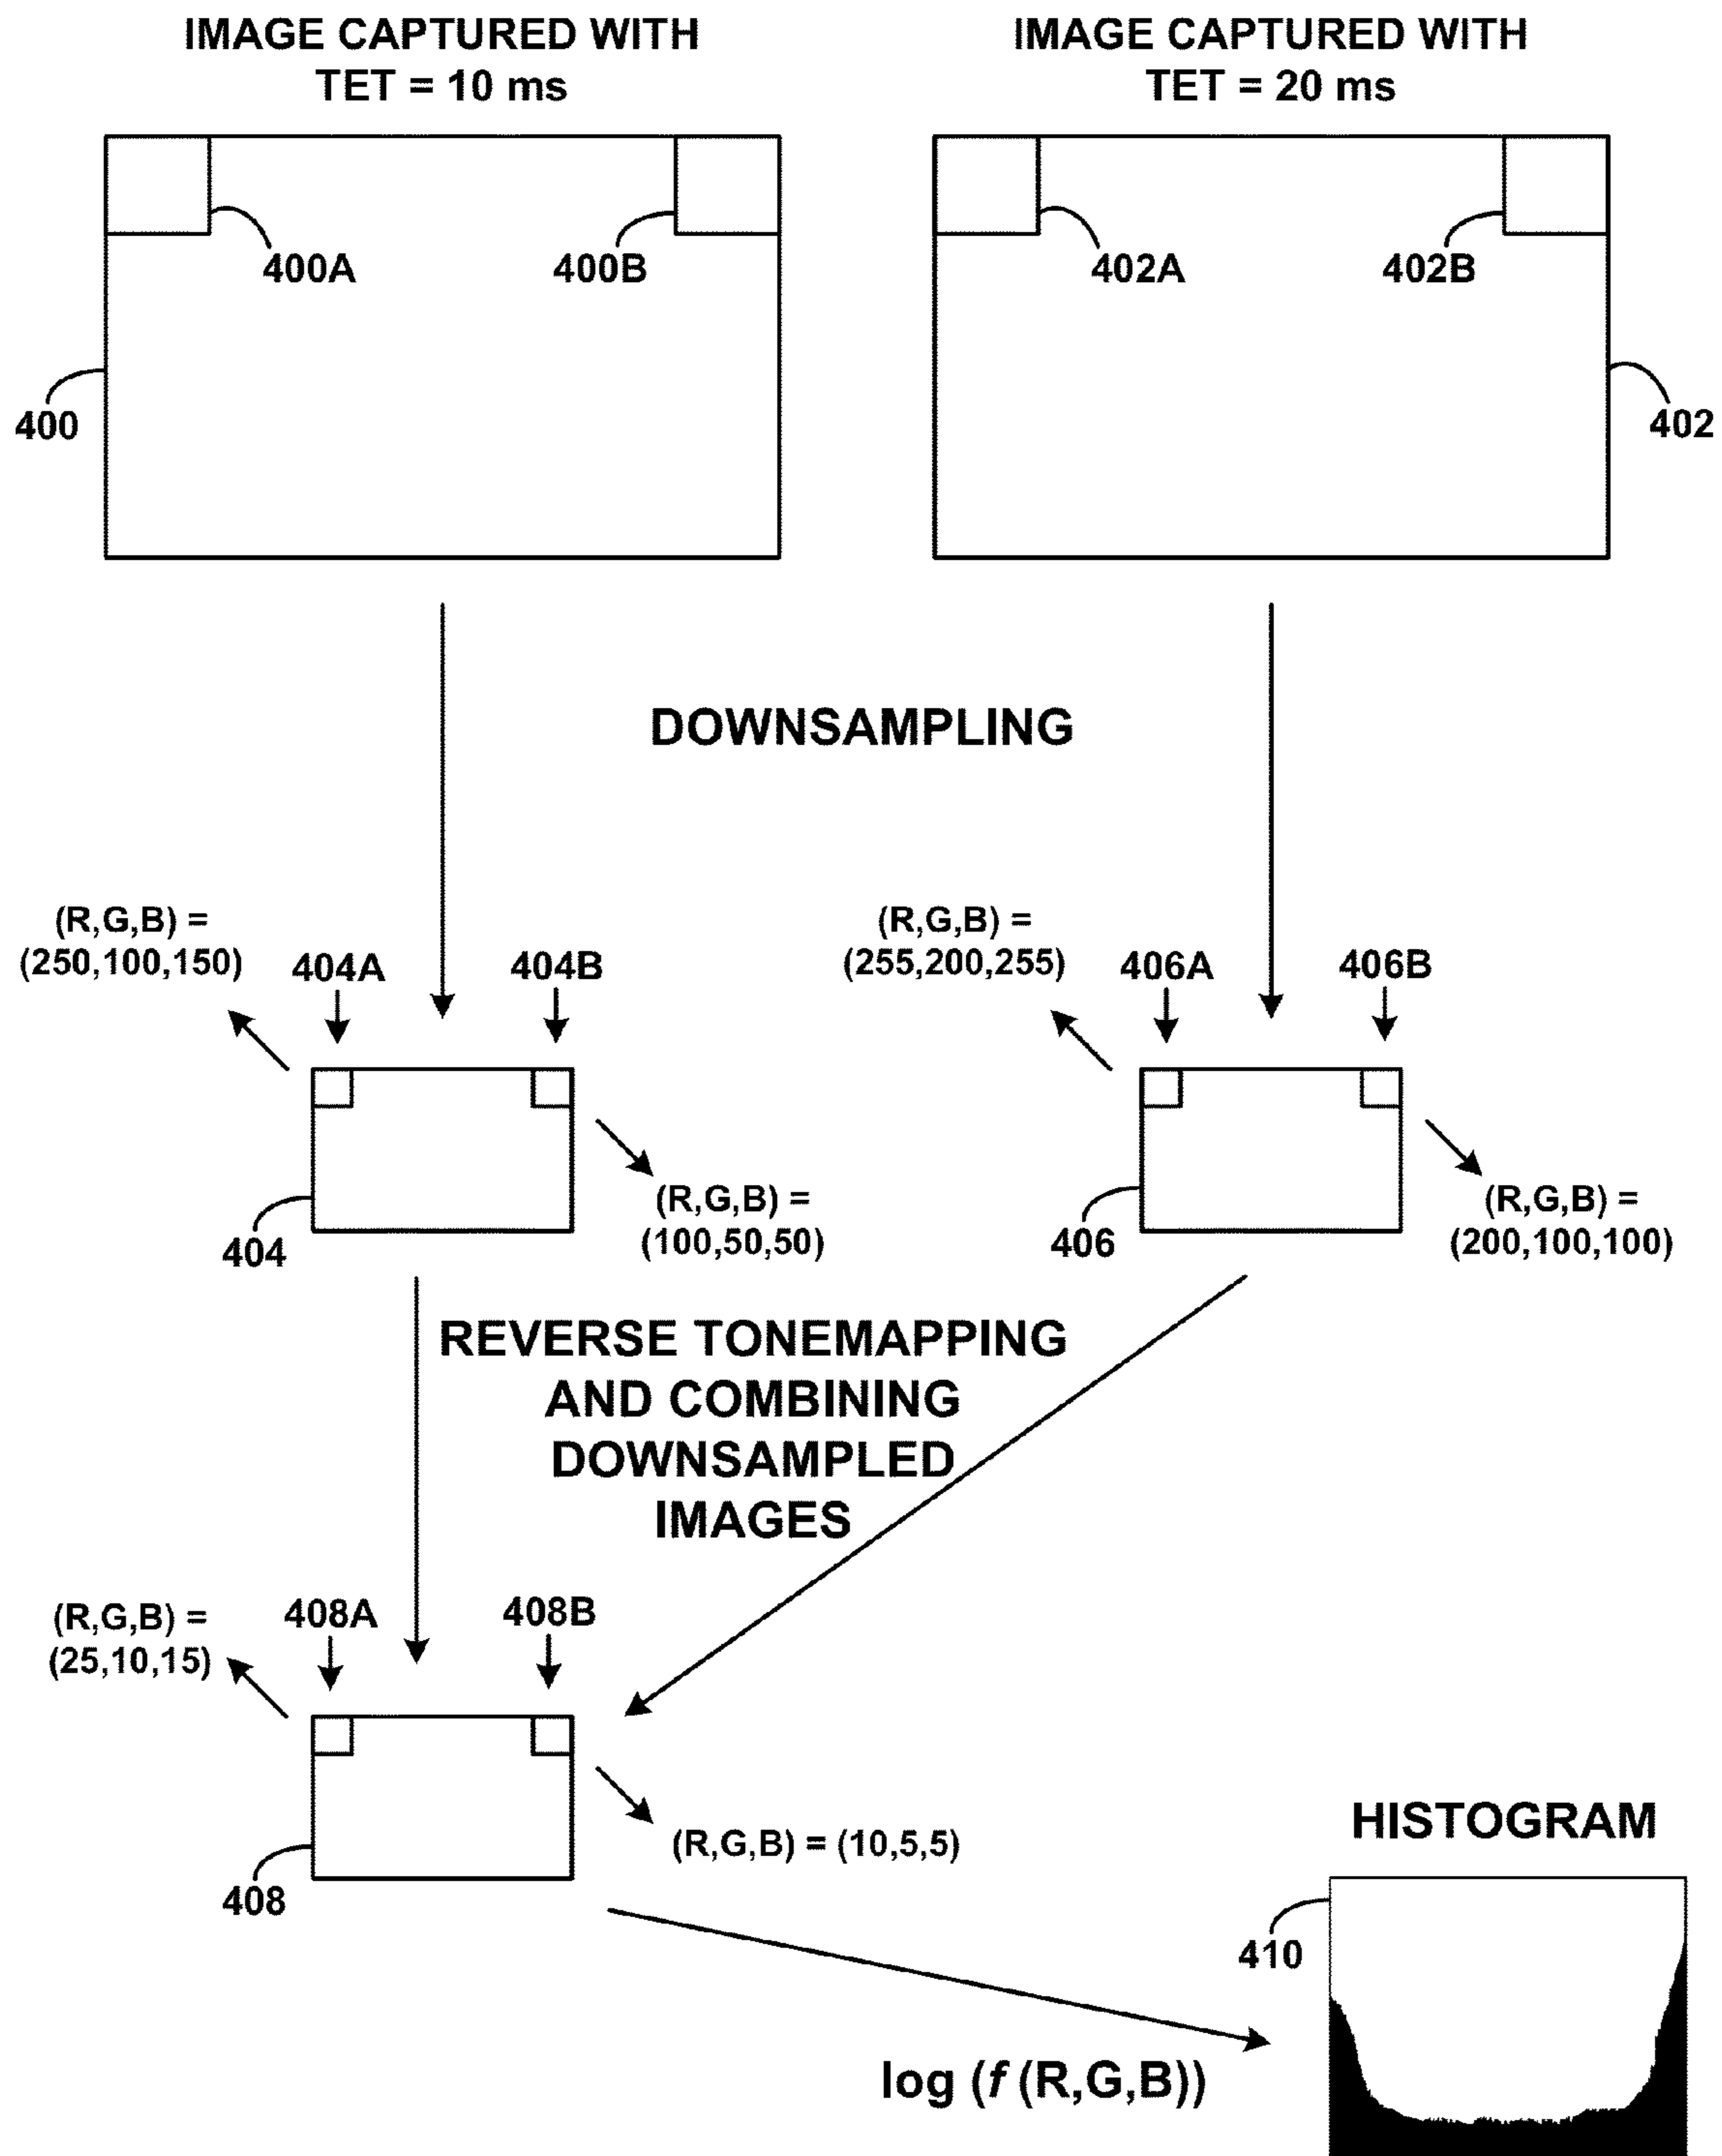 IMAGE CAPTURED WITH
TET = 10 ms
IMAGE CAPTURED WITH
TET = 20 ms
400A
400B
402A
402B
400
402
DOWNSAMPLING
(R,G,B) =
(250,100,150)
404A
404B
(R,G,B) =
(255,200,255)
406A
406B
404
(R,G,B) =
(100,50,50)
406
(R,G,B) =
(200,100,100)
REVERSE TONEMAPPING
AND COMBINING
DOWNSAMPLED
IMAGES
(R,G,B) =
(25,10,15)
408A
408B
(R,G,B) = (10,5,5)
408
HISTOGRAM
410
log (f (R,G,B))